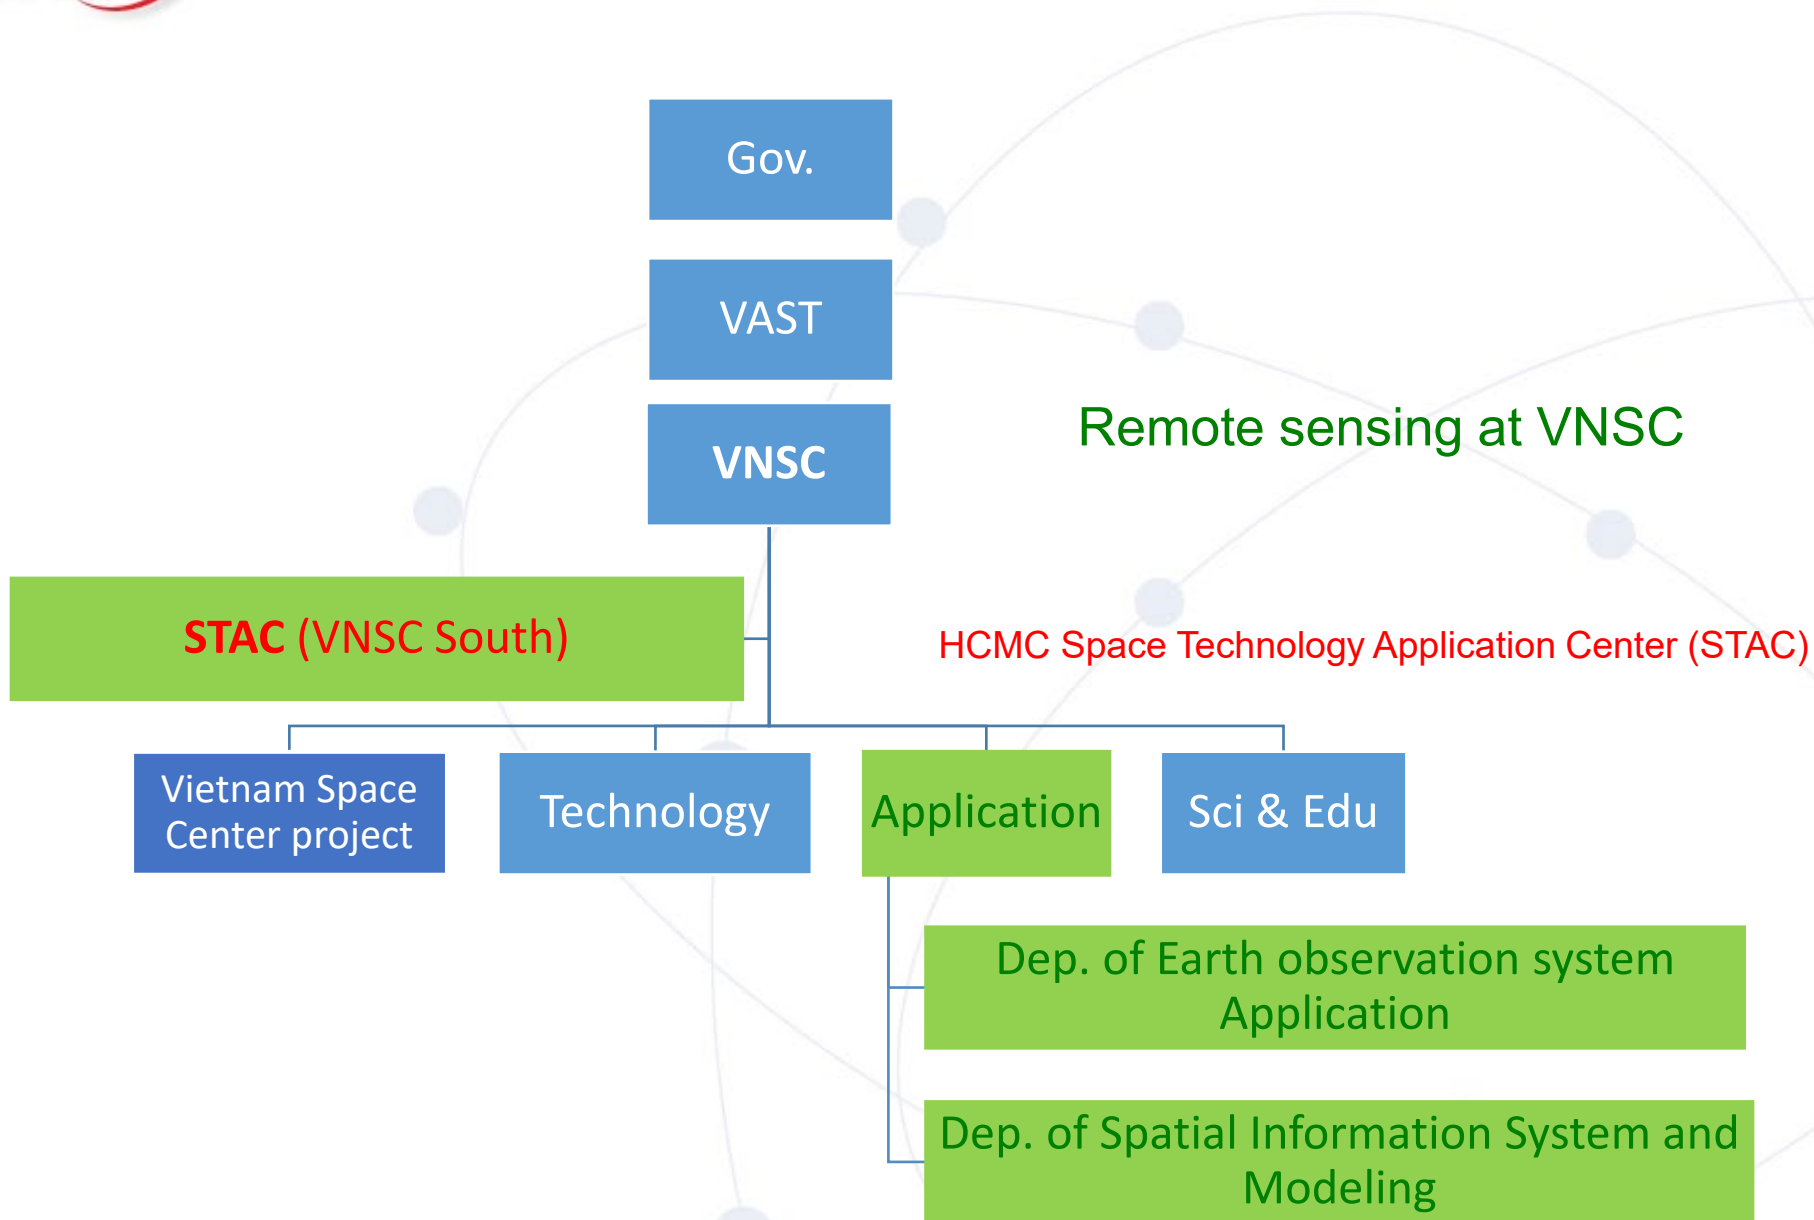 Gov.
VAST
VNSC
Remote sensing at VNSC
STAC (VNSC South)
HCMC Space Technology Application Center (STAC)
Vietnam Space
Center project
Technology
Application
Sci & Edu
Dep. of Earth observation system
Application
Dep. of Spatial Information System and
Modeling